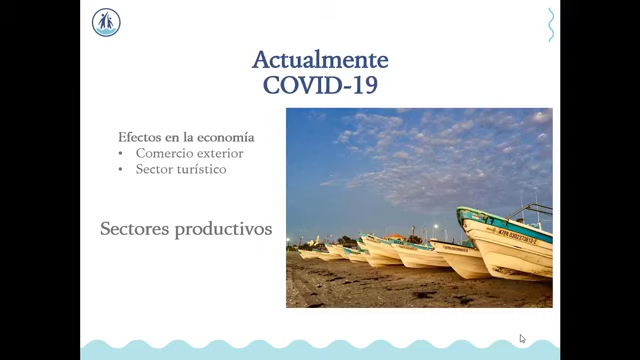 Actualmente
COVID-19
Efectos en la economía
• Comercio exterior
• Sector turístico
Sectores productivos